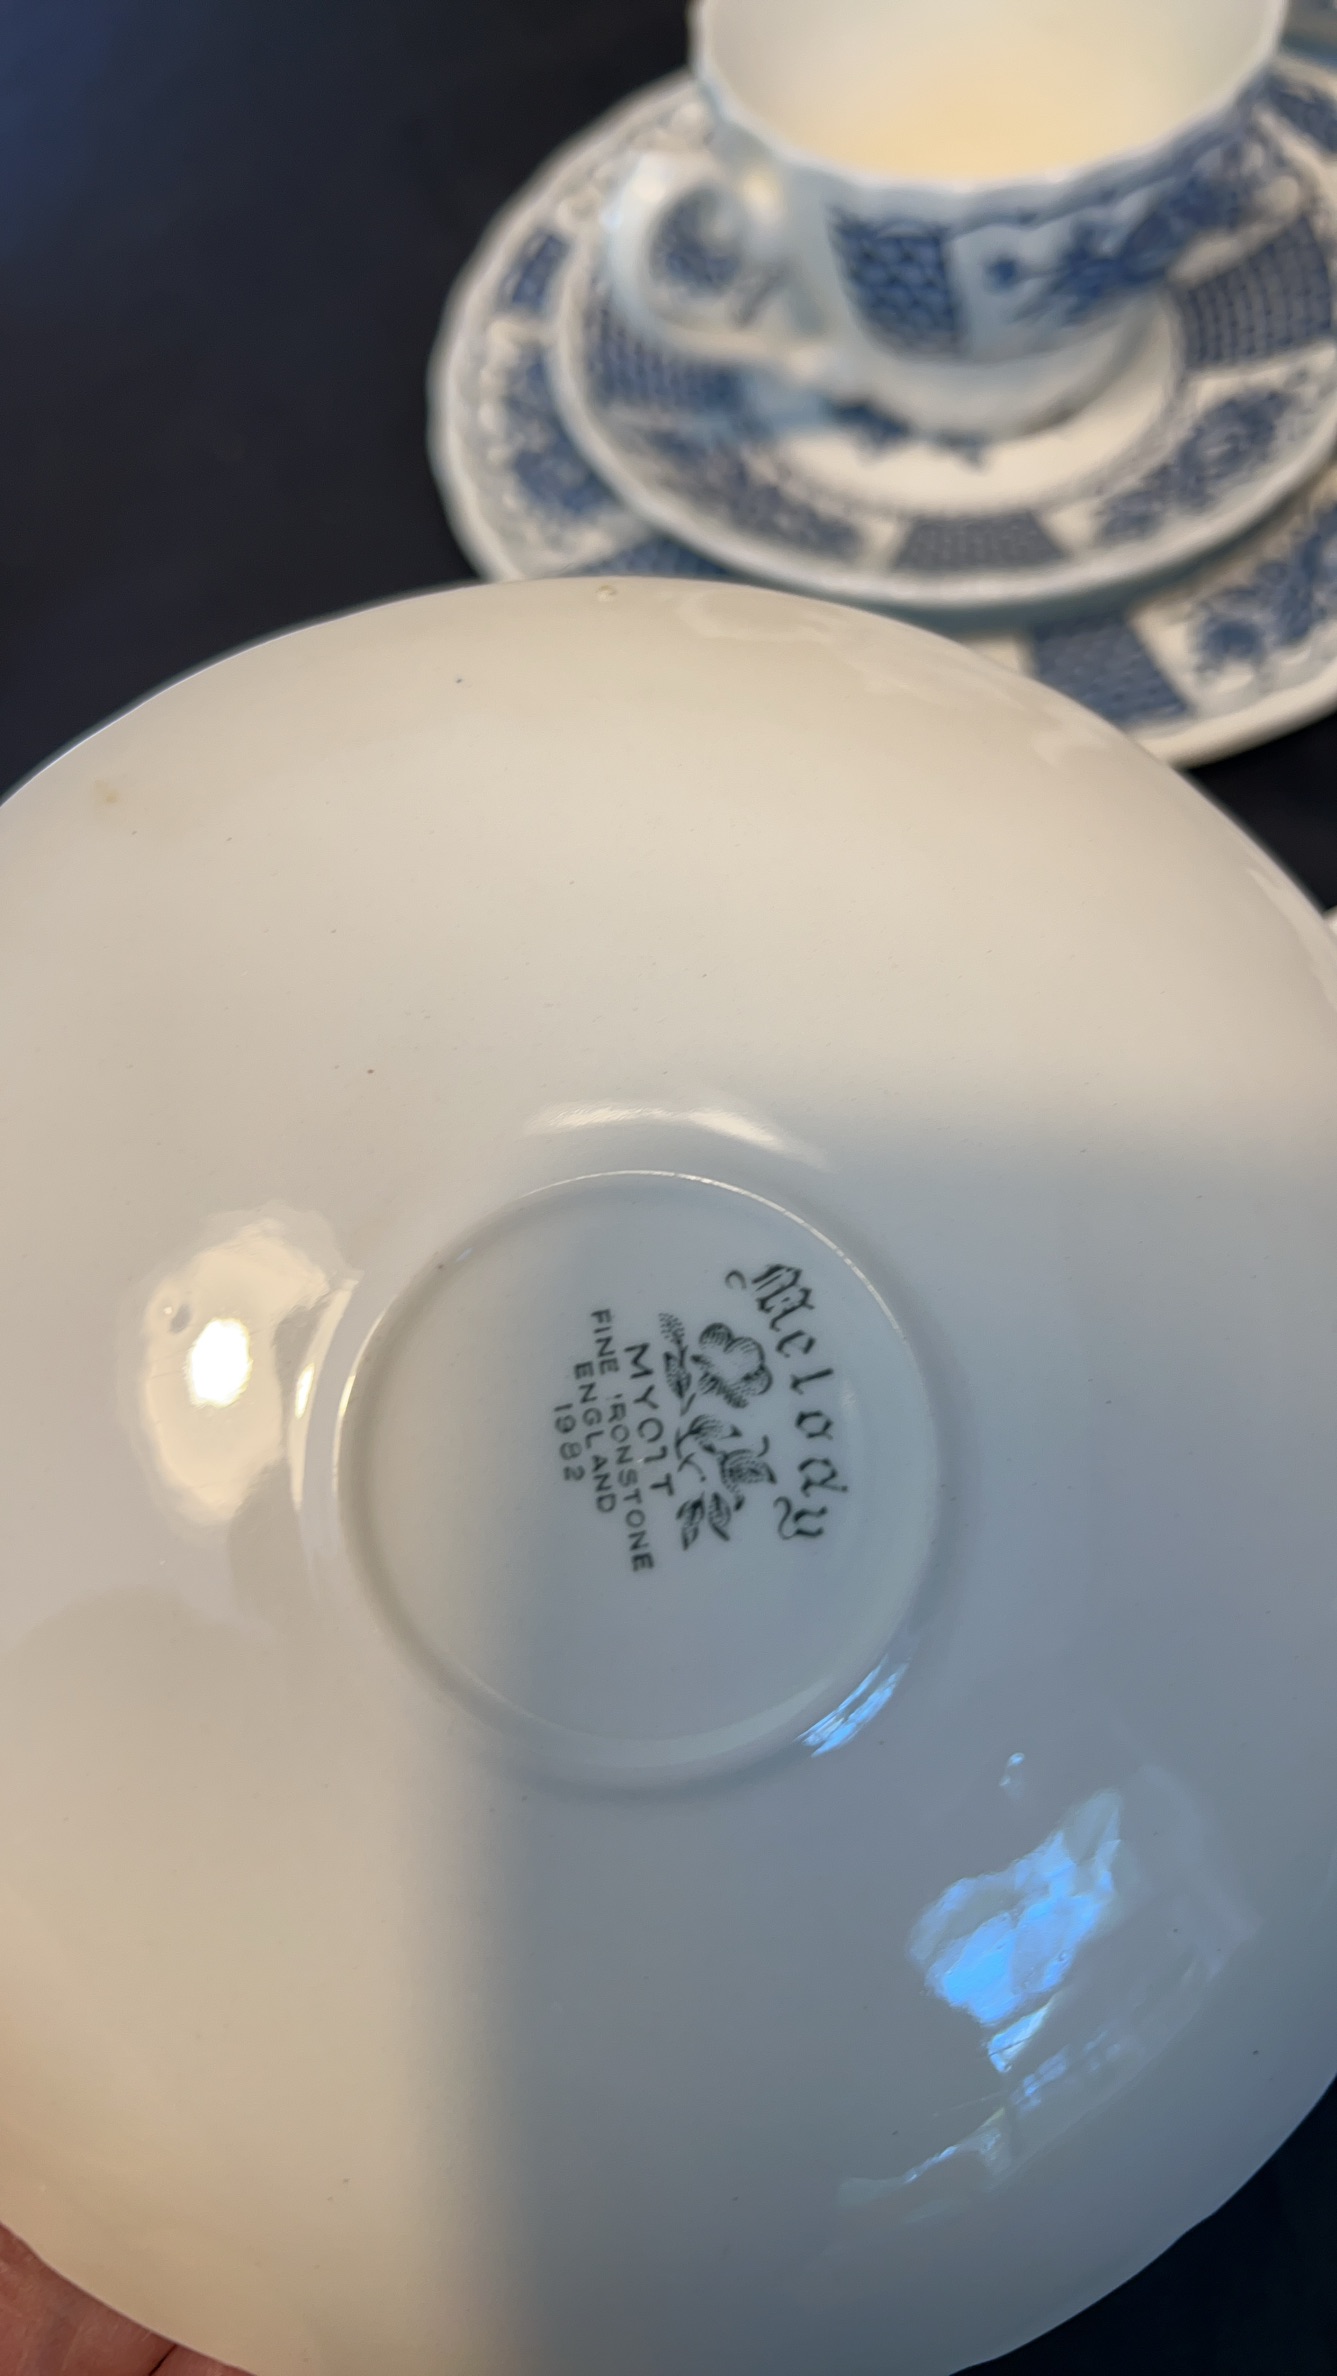 Melody
MYOTT
FINE IRONSTONE
ENGLAND
1982